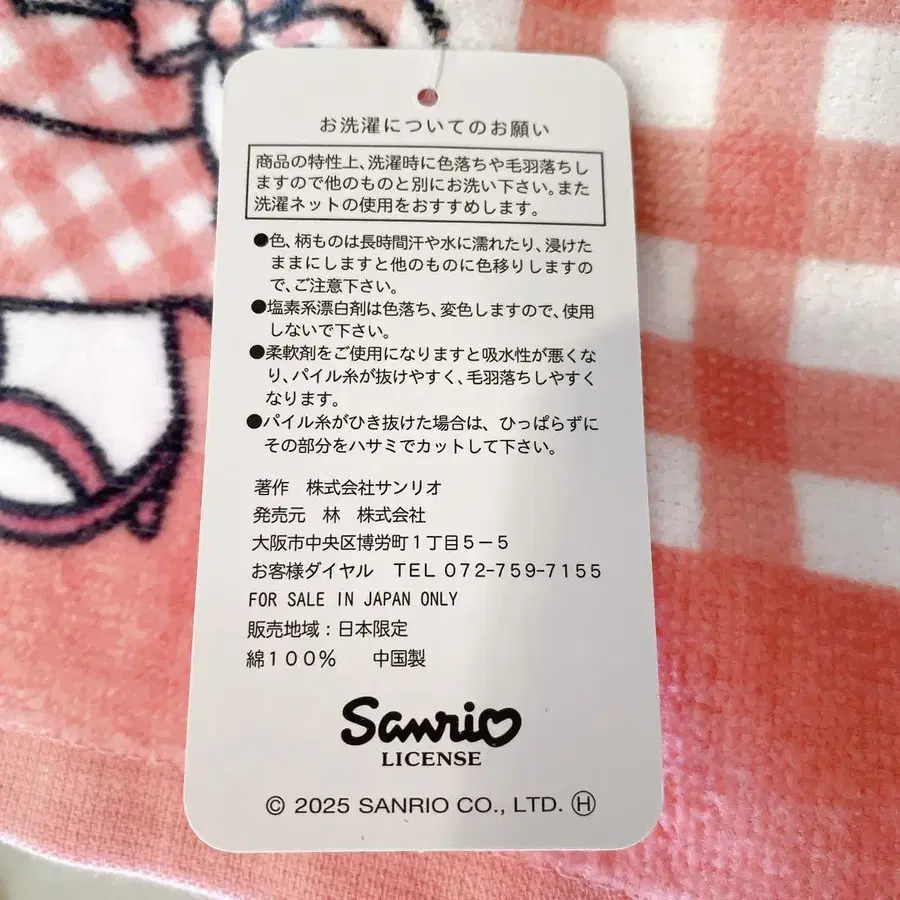 お洗濯についてのお願い
商品の特性上、洗濯時に色落ちや毛羽落ちし
ますので他のものと別にお洗い下さい。また
洗濯ネットの使用をおすすめします。
●色、柄ものは長時間汗や水に濡れたり、浸けた
ままにしますと他のものに色移りしますの
で、ご注意下さい。
●塩素系漂白剤は色落ち、変色しますので、使用
しないで下さい。
●柔軟剤をご使用になりますと吸水性が悪くな
り、パイル糸が抜けやすく、毛羽落ちしやすく
なります。
●パイル糸がひき抜けた場合は、ひっぱらずに
その部分をハサミでカットして下さい。
著作　株式会社サンリオ
発売元　林　株式会社
大阪市中央区博労町１丁目５－５
お客様ダイヤル　ＴＥＬ 072-759-7155
FOR SALE IN JAPAN ONLY
販売地域：日本限定
綿１００％　　中国製
Sanrio
LICENSE
© 2025 SANRIO CO., LTD. Ⓗ